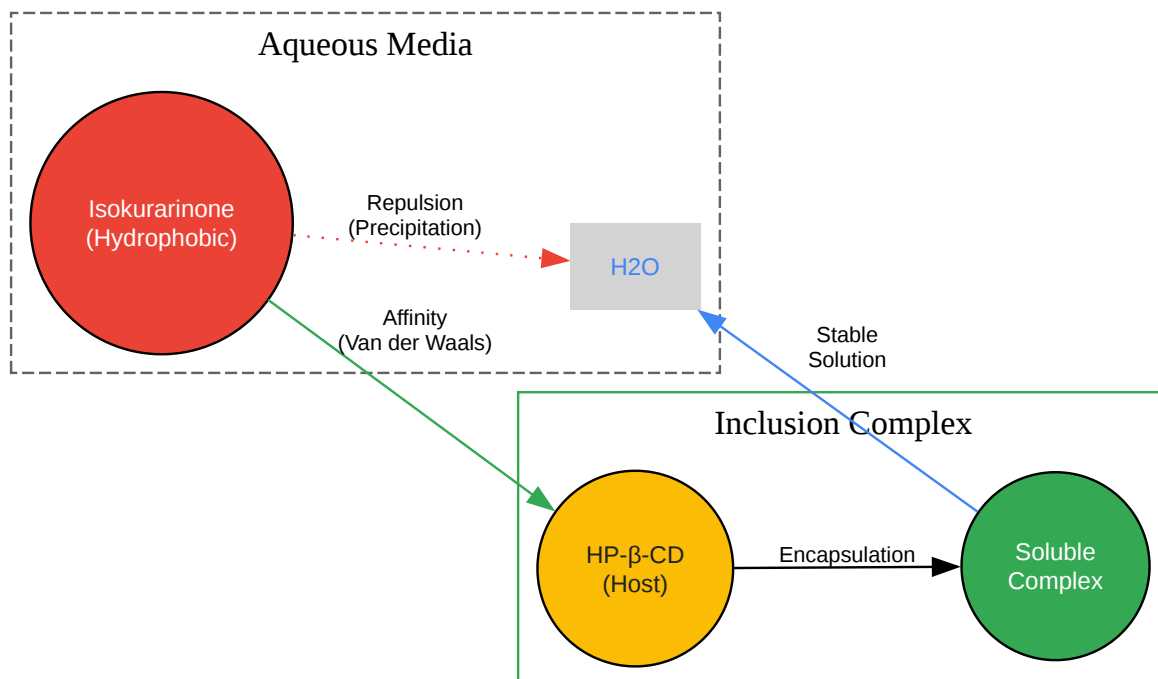 Aqueous Media
Isokurarinone
(Hydrophobic)
Repulsion
(Precipitation)
H2O
Affinity
(Van der Waals)
Stable
Solution
Inclusion Complex
HP-β-CD
(Host)
Encapsulation
Soluble
Complex